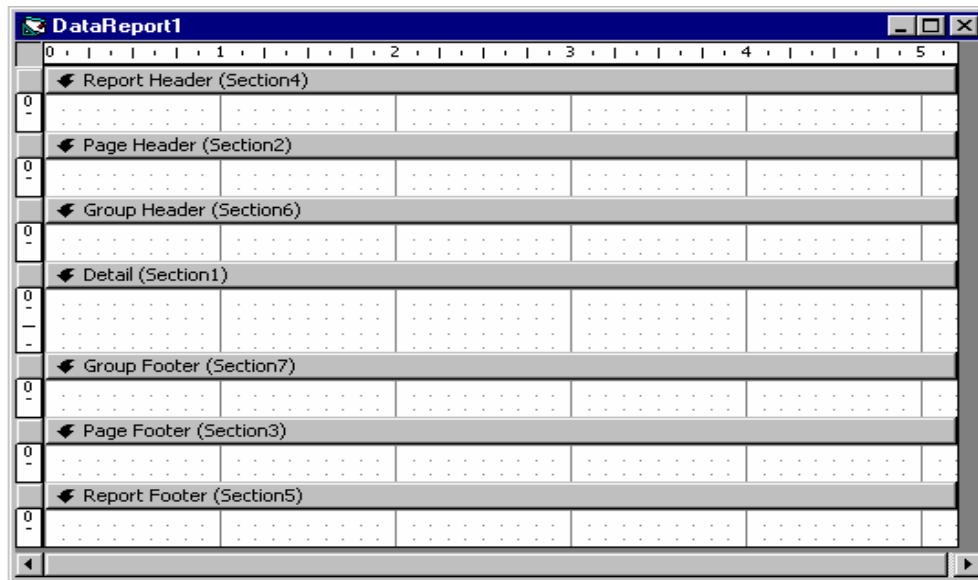 DataReport1
0 1 2 3 4 5
Report Header (Section4)
0
Page Header (Section2)
0
Group Header (Section6)
0
Detail (Section1)
0
Group Footer (Section7)
0
Page Footer (Section3)
0
Report Footer (Section5)
0